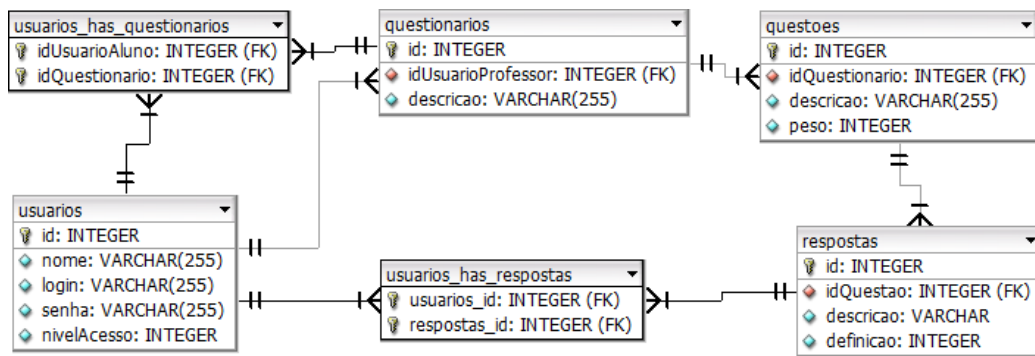 usuarios_has_questionarios
idUsuarioAluno: INTEGER (FK)
idQuestionario: INTEGER (FK)
questionarios
id: INTEGER
idUsuarioProfessor: INTEGER (FK)
descricao: VARCHAR(255)
questoes
id: INTEGER
idQuestionario: INTEGER (FK)
descricao: VARCHAR(255)
peso: INTEGER
usuarios
id: INTEGER
nome: VARCHAR(255)
login: VARCHAR(255)
senha: VARCHAR(255)
nivelAcesso: INTEGER
usuarios_has_respostas
usuarios_id: INTEGER (FK)
respostas_id: INTEGER (FK)
respostas
id: INTEGER
idQuestao: INTEGER (FK)
descricao: VARCHAR
definicao: INTEGER